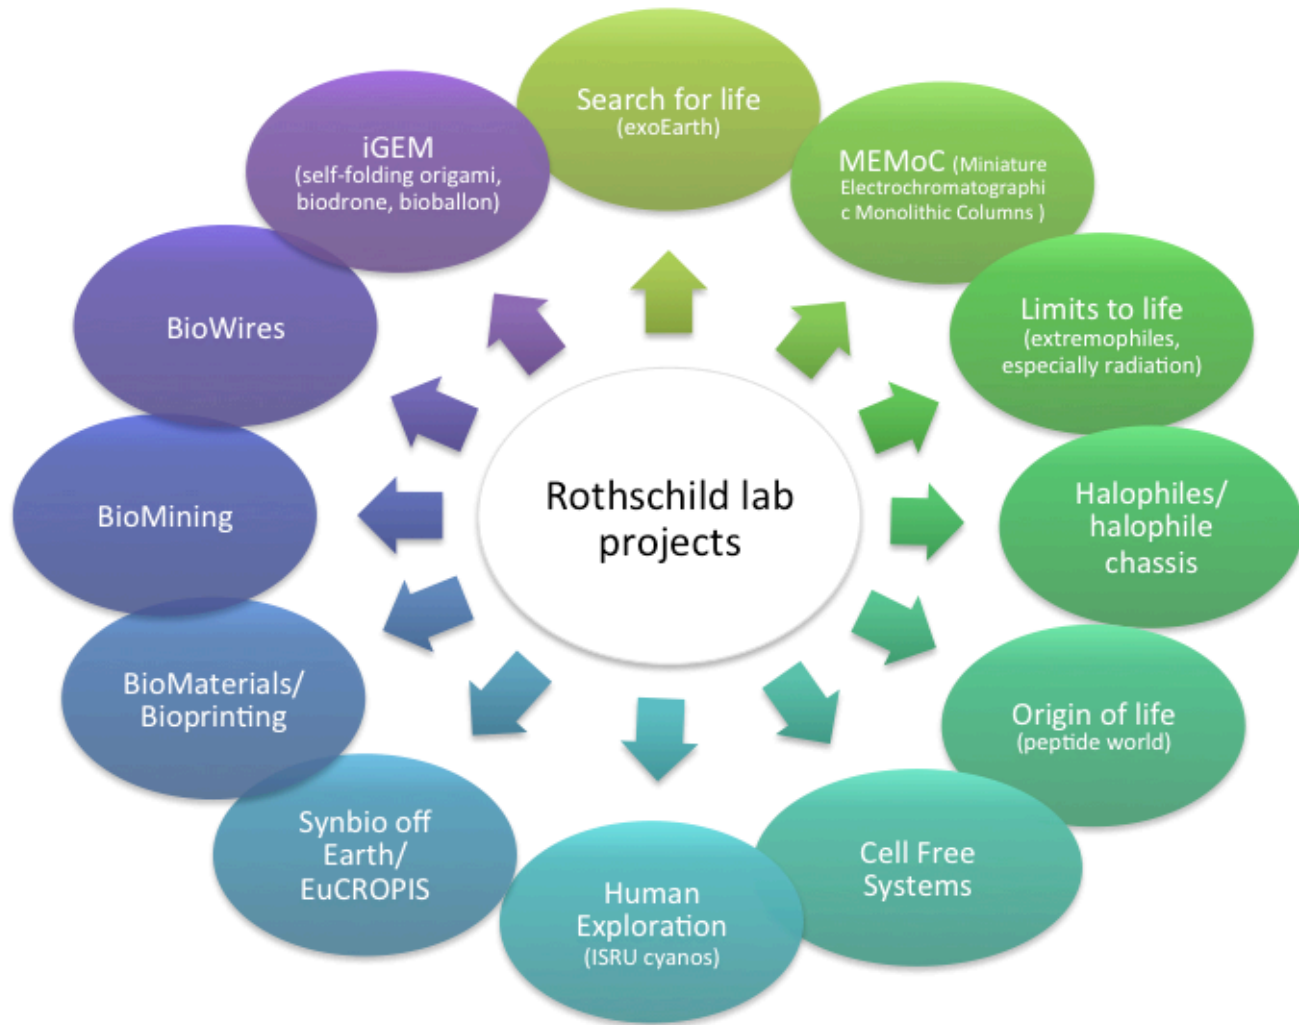 Search for life
(exoEarth)
MEMoC (Miniature
Electrochromatographi
c Monolithic Columns )
Limits to life
(extremophiles,
especially radiation)
Halophiles/
halophile
chassis
Origin of life
(peptide world)
Cell Free
Systems
Human
Exploration
(ISRU cyanos)
Synbio off
Earth/
EuCROPIS
BioMaterials/
Bioprinting
BioMining
BioWires
iGEM
(self-folding origami,
biodrone, bioballon)
Rothschild lab
projects